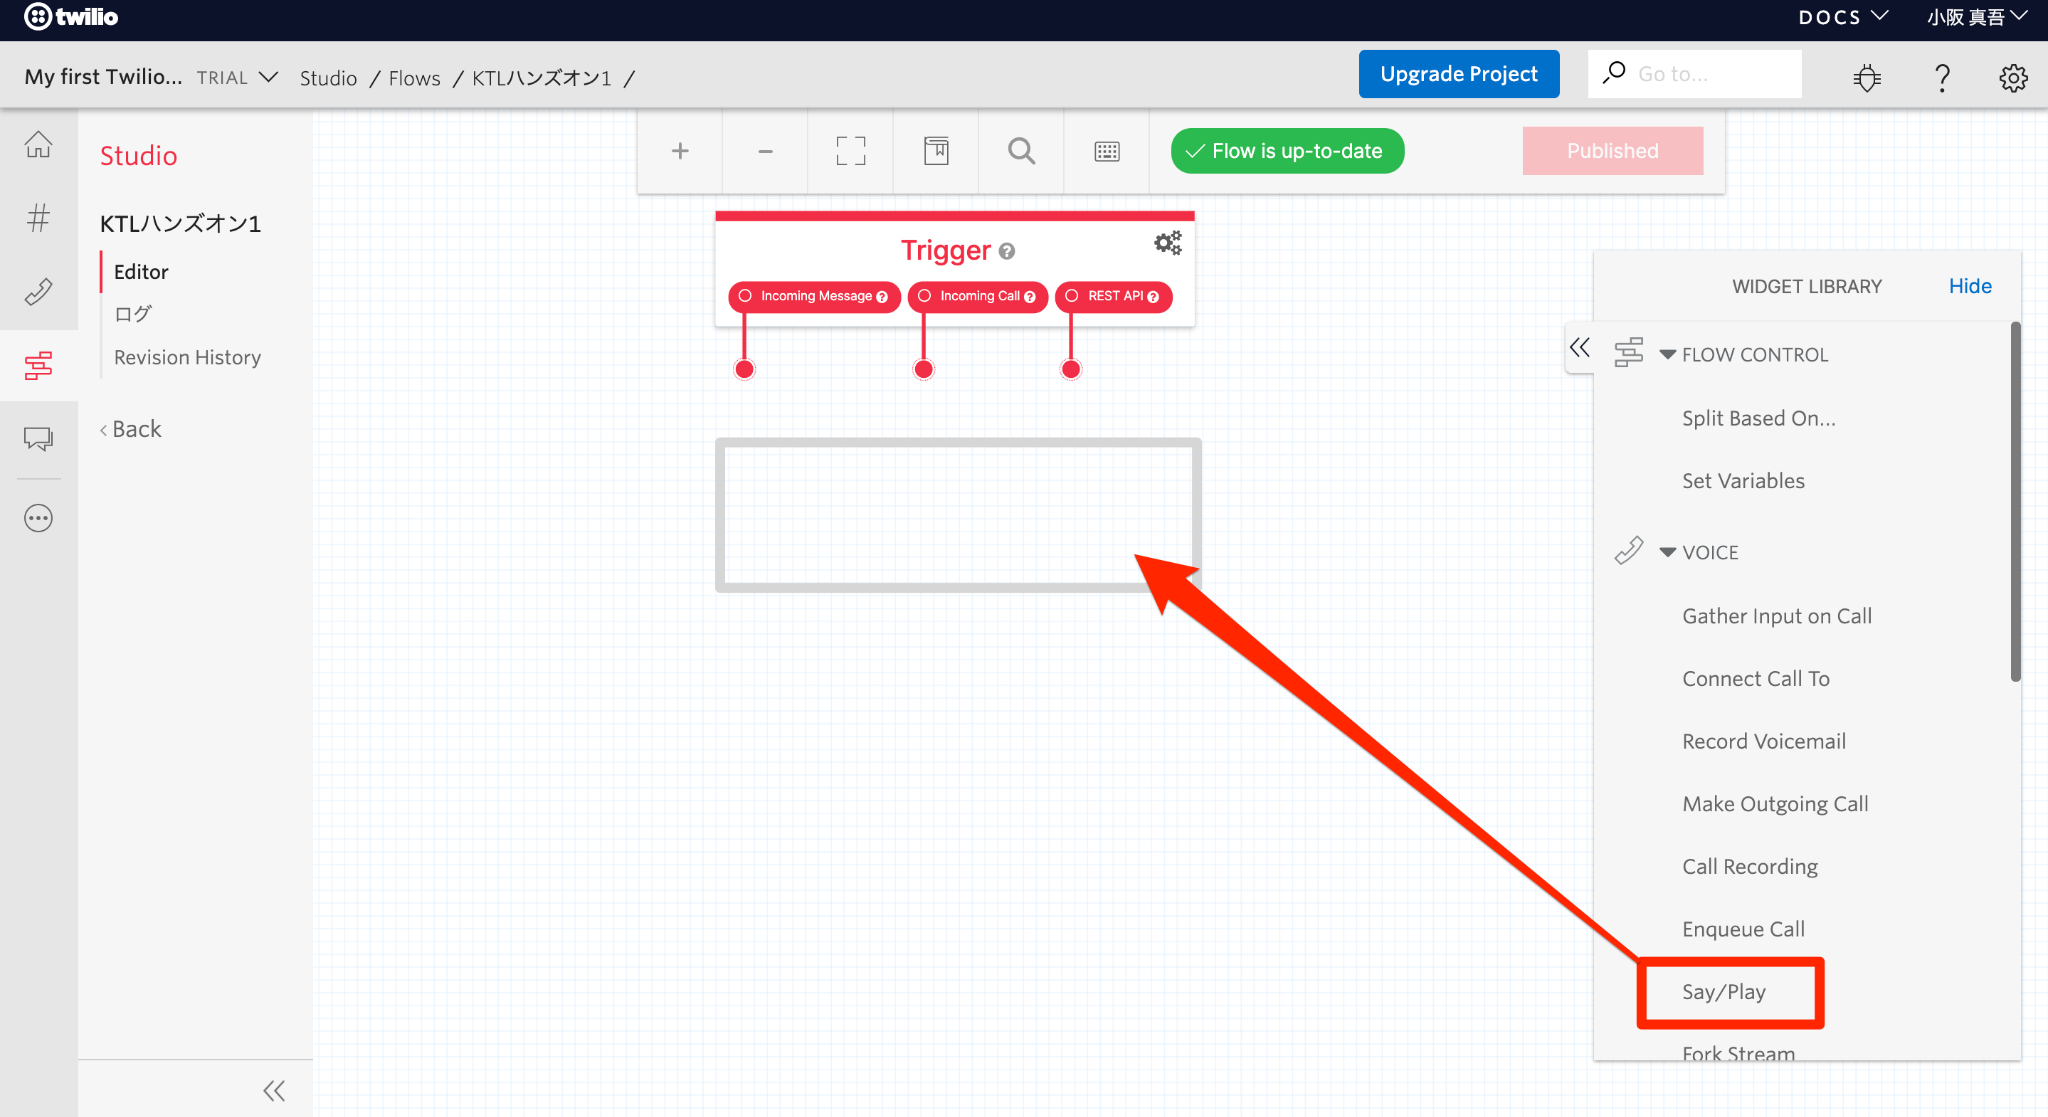 twilio
DOCS
小阪 真吾
My first Twilio... TRIAL
Studio / Flows / KTLハンズオン1 /
Upgrade Project
Go to...
Studio
KTLハンズオン1
Editor
ログ
Revision History
‹ Back
Flow is up-to-date
Published
Trigger
Incoming Message
Incoming Call
REST API
WIDGET LIBRARY
Hide
FLOW CONTROL
Split Based On...
Set Variables
VOICE
Gather Input on Call
Connect Call To
Record Voicemail
Make Outgoing Call
Call Recording
Enqueue Call
Say/Play
Fork Stream